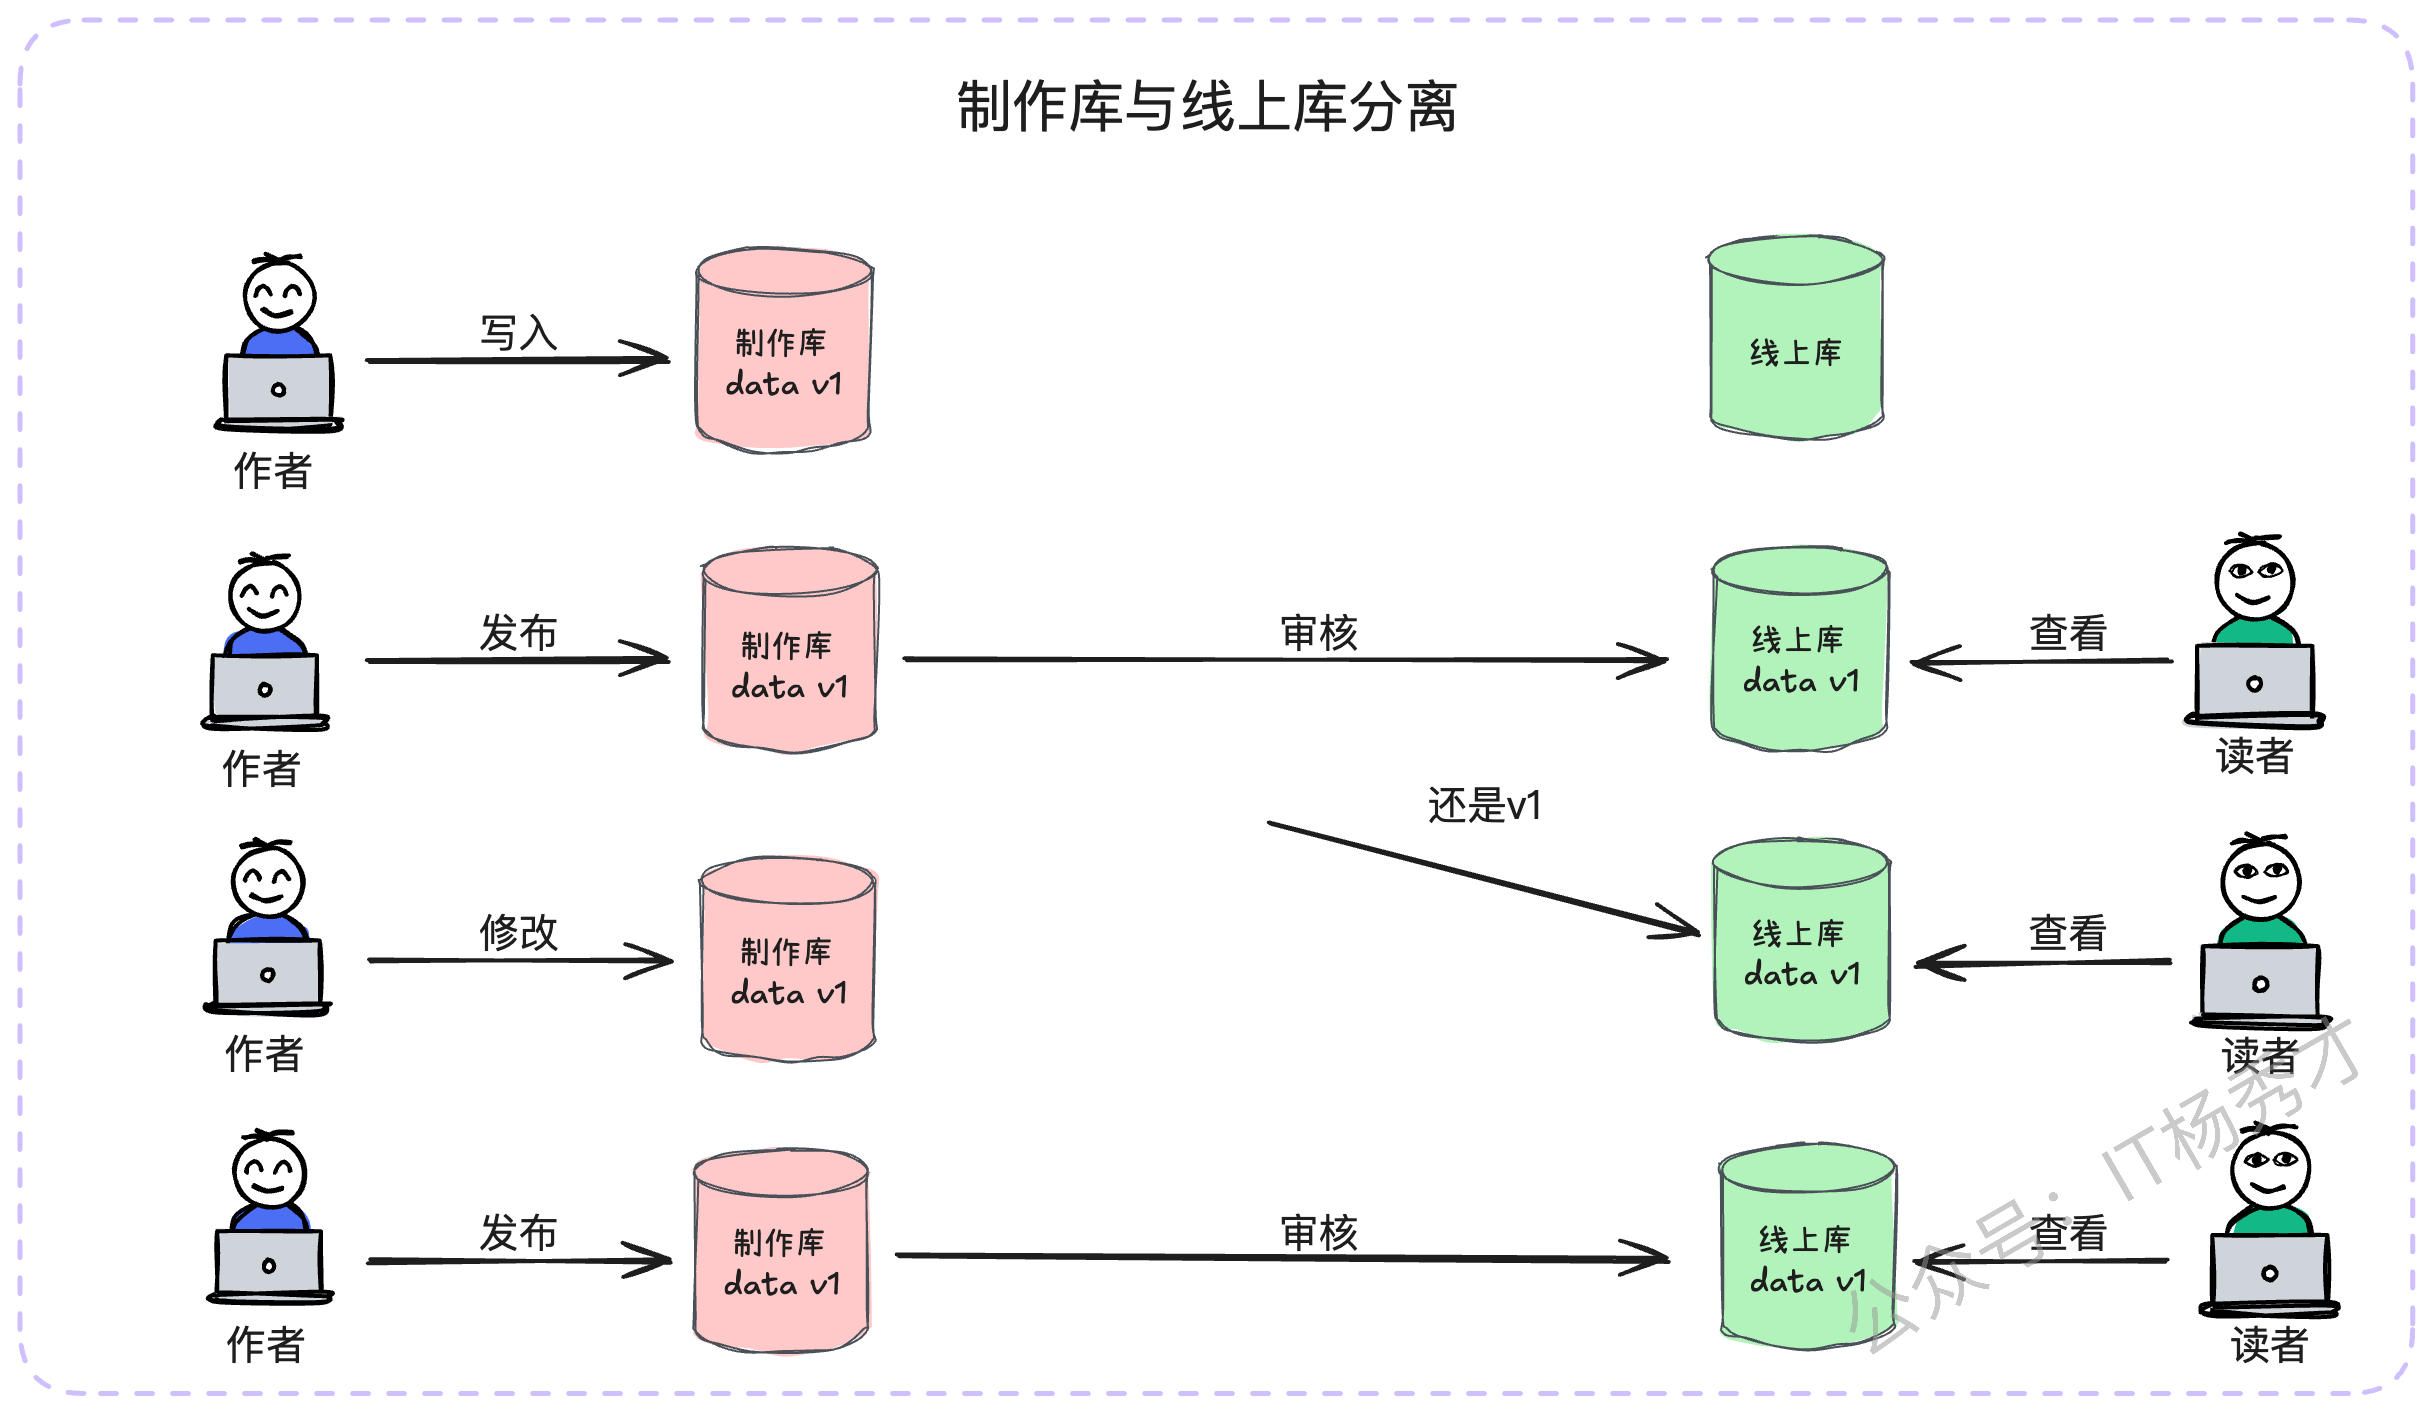 制作库与线上库分离
写入
制作库
data v1
线上库
作者
发布
制作库
data v1
审核
线上库
data v1
查看
作者
读者
还是v1
修改
制作库
data v1
线上库
data v1
查看
作者
读者
发布
制作库
data v1
审核
线上库
data v1
查看
作者
读者
公众号：IT杨秀才